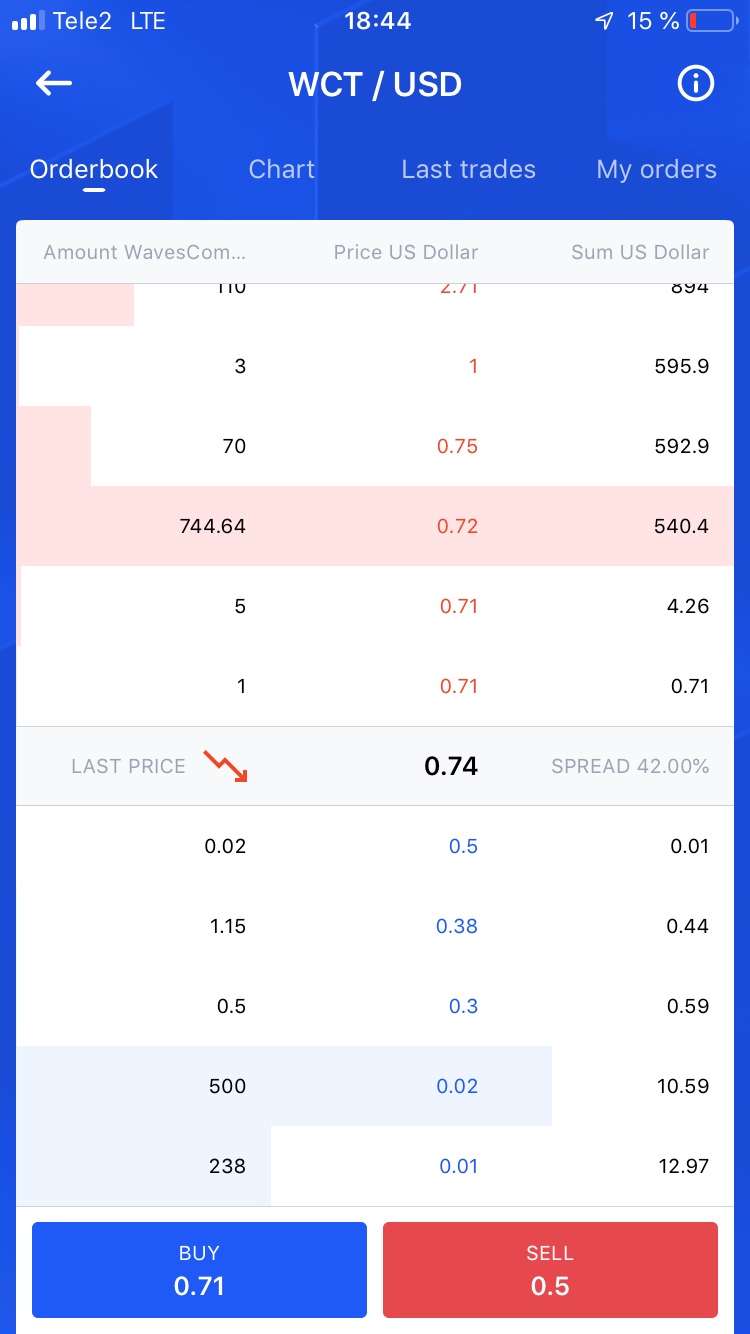 Tele2 LTE 18:44 15 %
WCT / USD
Orderbook Chart Last trades My orders
Amount WavesCom... Price US Dollar Sum US Dollar
110 2.71 894
3 1 595.9
70 0.75 592.9
744.64 0.72 540.4
5 0.71 4.26
1 0.71 0.71
LAST PRICE 0.74 SPREAD 42.00%
0.02 0.5 0.01
1.15 0.38 0.44
0.5 0.3 0.59
500 0.02 10.59
238 0.01 12.97
BUY SELL
0.71 0.5